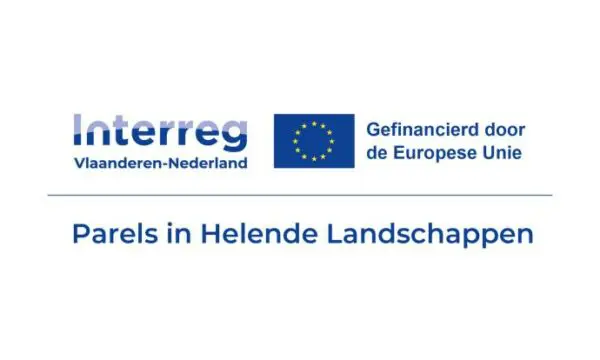 Interreg
Vlaanderen-Nederland
Gefinancierd door
de Europese Unie
Parels in Helende Landschappen